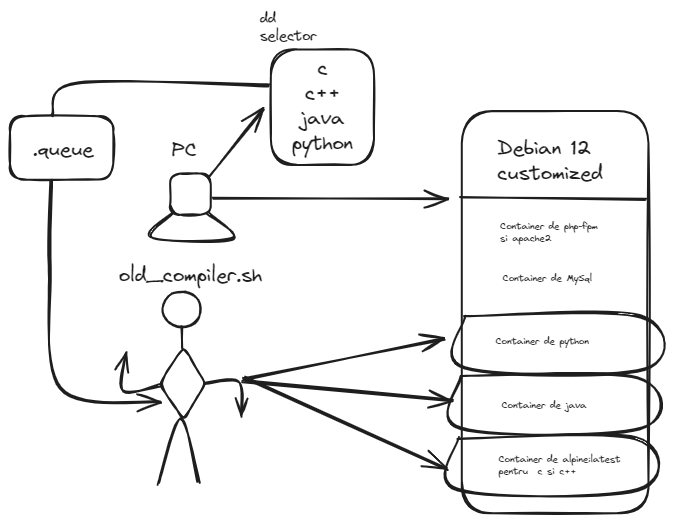 dd
selector
c
c++
java
python
.queue
PC
Debian 12
customized
Container de php-fpm
si apache2
Container de MySql
old_compiler.sh
Container de python
Container de java
Container de alpine:latest
pentru c si c++